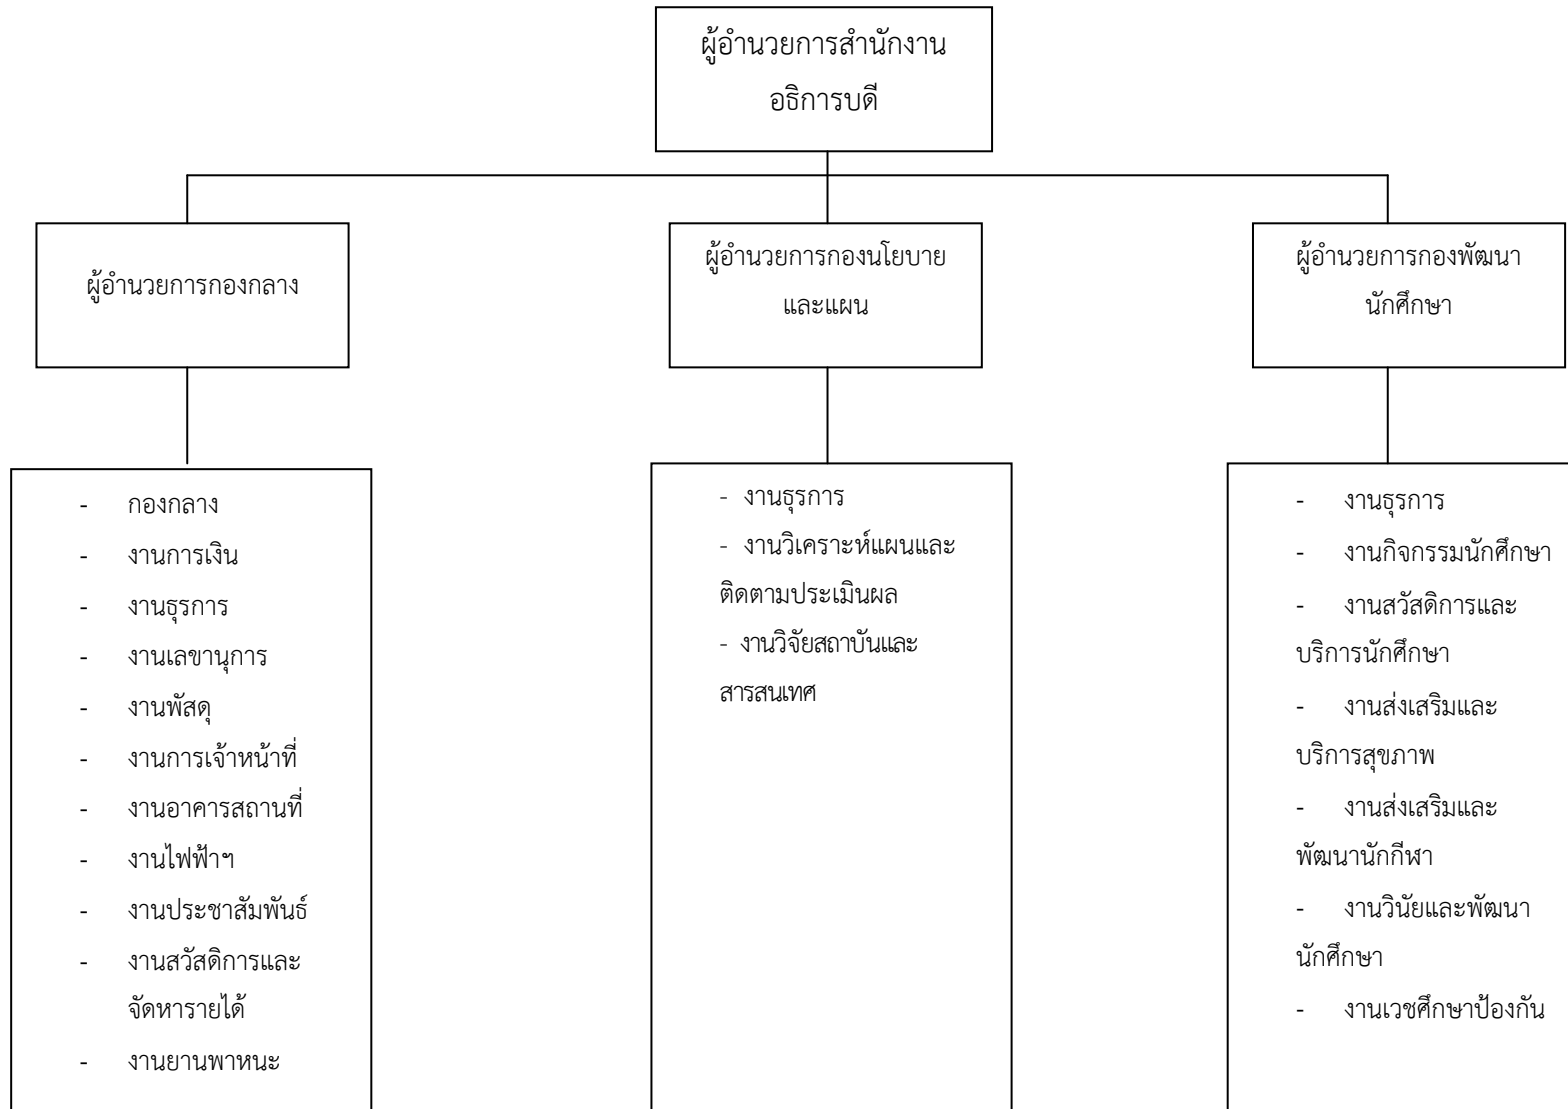 ผู้อำนวยการสำนักงาน
อธิการบดี
ผู้อำนวยการกองกลาง
ผู้อำนวยการกองนโยบาย
และแผน
ผู้อำนวยการกองพัฒนา
นักศึกษา
- กองกลาง
- งานการเงิน
- งานธุรการ
- งานเลขานุการ
- งานพัสดุ
- งานการเจ้าหน้าที่
- งานอาคารสถานที่
- งานไฟฟ้าฯ
- งานประชาสัมพันธ์
- งานสวัสดิการและ
จัดหารายได้
- งานยานพาหนะ
- งานธุรการ
- งานวิเคราะห์แผนและ
ติดตามประเมินผล
- งานวิจัยสถาบันและ
สารสนเทศ
- งานธุรการ
- งานกิจกรรมนักศึกษา
- งานสวัสดิการและ
บริการนักศึกษา
- งานส่งเสริมและ
บริการสุขภาพ
- งานส่งเสริมและ
พัฒนานักกีฬา
- งานวินัยและพัฒนา
นักศึกษา
- งานเวชศึกษาป้องกัน